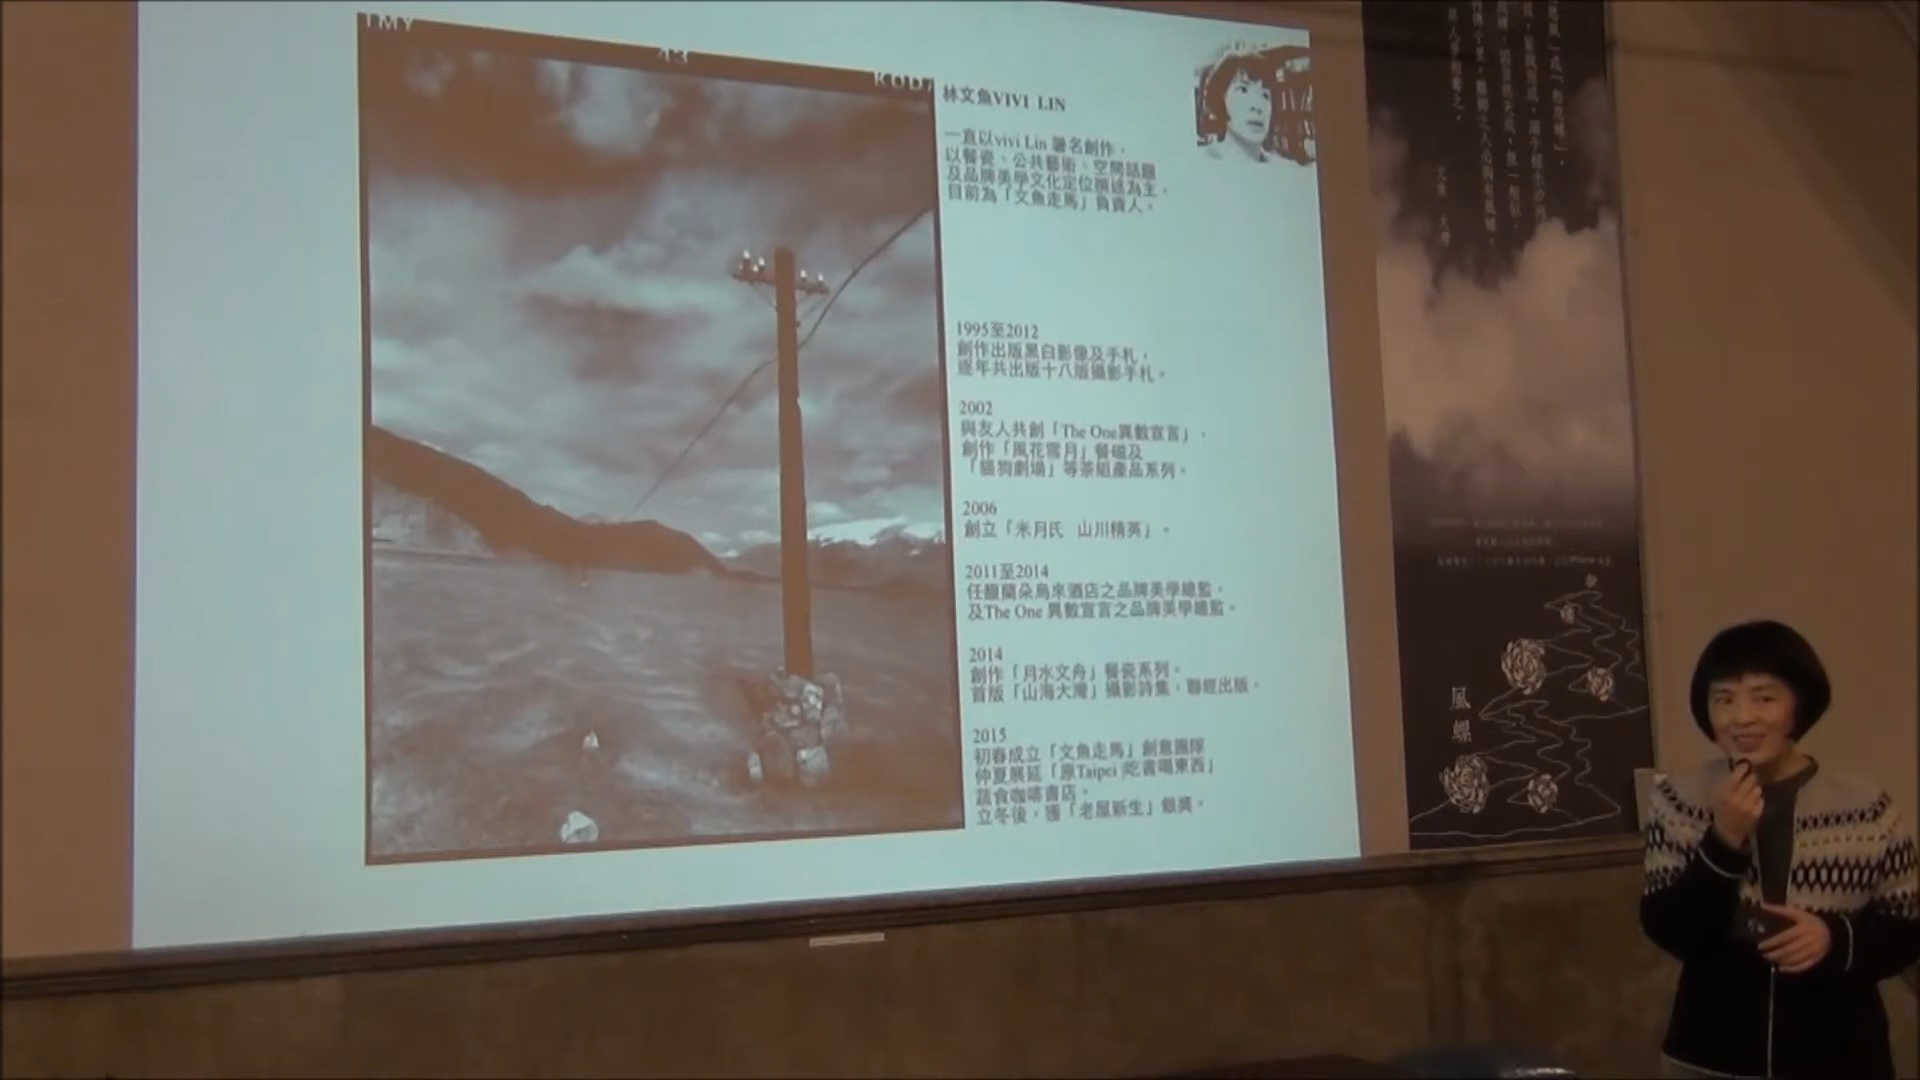 TMY
43
KODA
林文魚VIVI LIN
一直以vivi Lin 署名創作，
以餐瓷、公共藝術、空間話題
及品牌美學文化定位撰述為主。
目前為「文魚走馬」負責人。
1995至2012
創作出版黑白影像及手札，
逐年共出版十八版攝影手札。
2002
與友人共創「The One異數宣言」，
創作「風花雪月」餐磁及
「貓狗劇場」等茶組產品系列。
2006
創立「米月氏 山川精英」。
2011至2014
任馥蘭朵烏來酒店之品牌美學總監，
及The One 異數宣言之品牌美學總監。
2014
創作「月水文舟」餐瓷系列。
首版「山海大灣」攝影詩集，聯經出版。
2015
初春成立「文魚走馬」創意團隊
仲夏展延「原Taipei |吃書喝東西」
蔬食咖啡書店。
立冬後，獲「老屋新生」銀獎。
風蝶